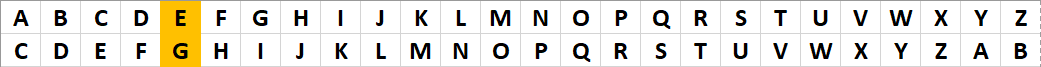 A B C D E F G H I J K L M N O P Q R S T U V W X Y Z
C D E F G H I J K L M N O P Q R S T U V W X Y Z A B